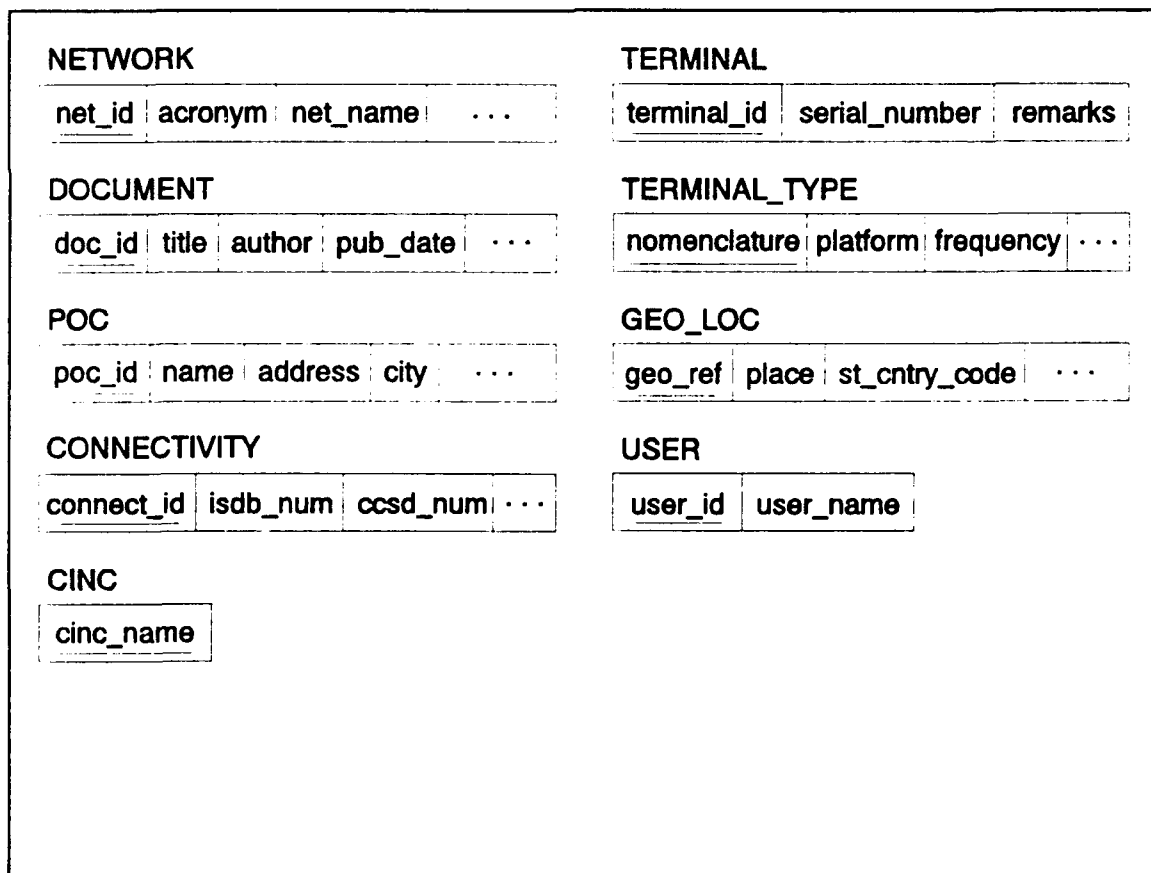 NETWORK
net_id acronym net_name ...
DOCUMENT
doc_id title author pub_date ...
POC
poc_id name address city ...
CONNECTIVITY
connect_id isdb_num ccsd_num ...
CINC
cinc_name
TERMINAL
terminal_id serial_number remarks
TERMINAL_TYPE
nomenclature platform frequency ...
GEO_LOC
geo_ref place st_cntry_code ...
USER
user_id user_name